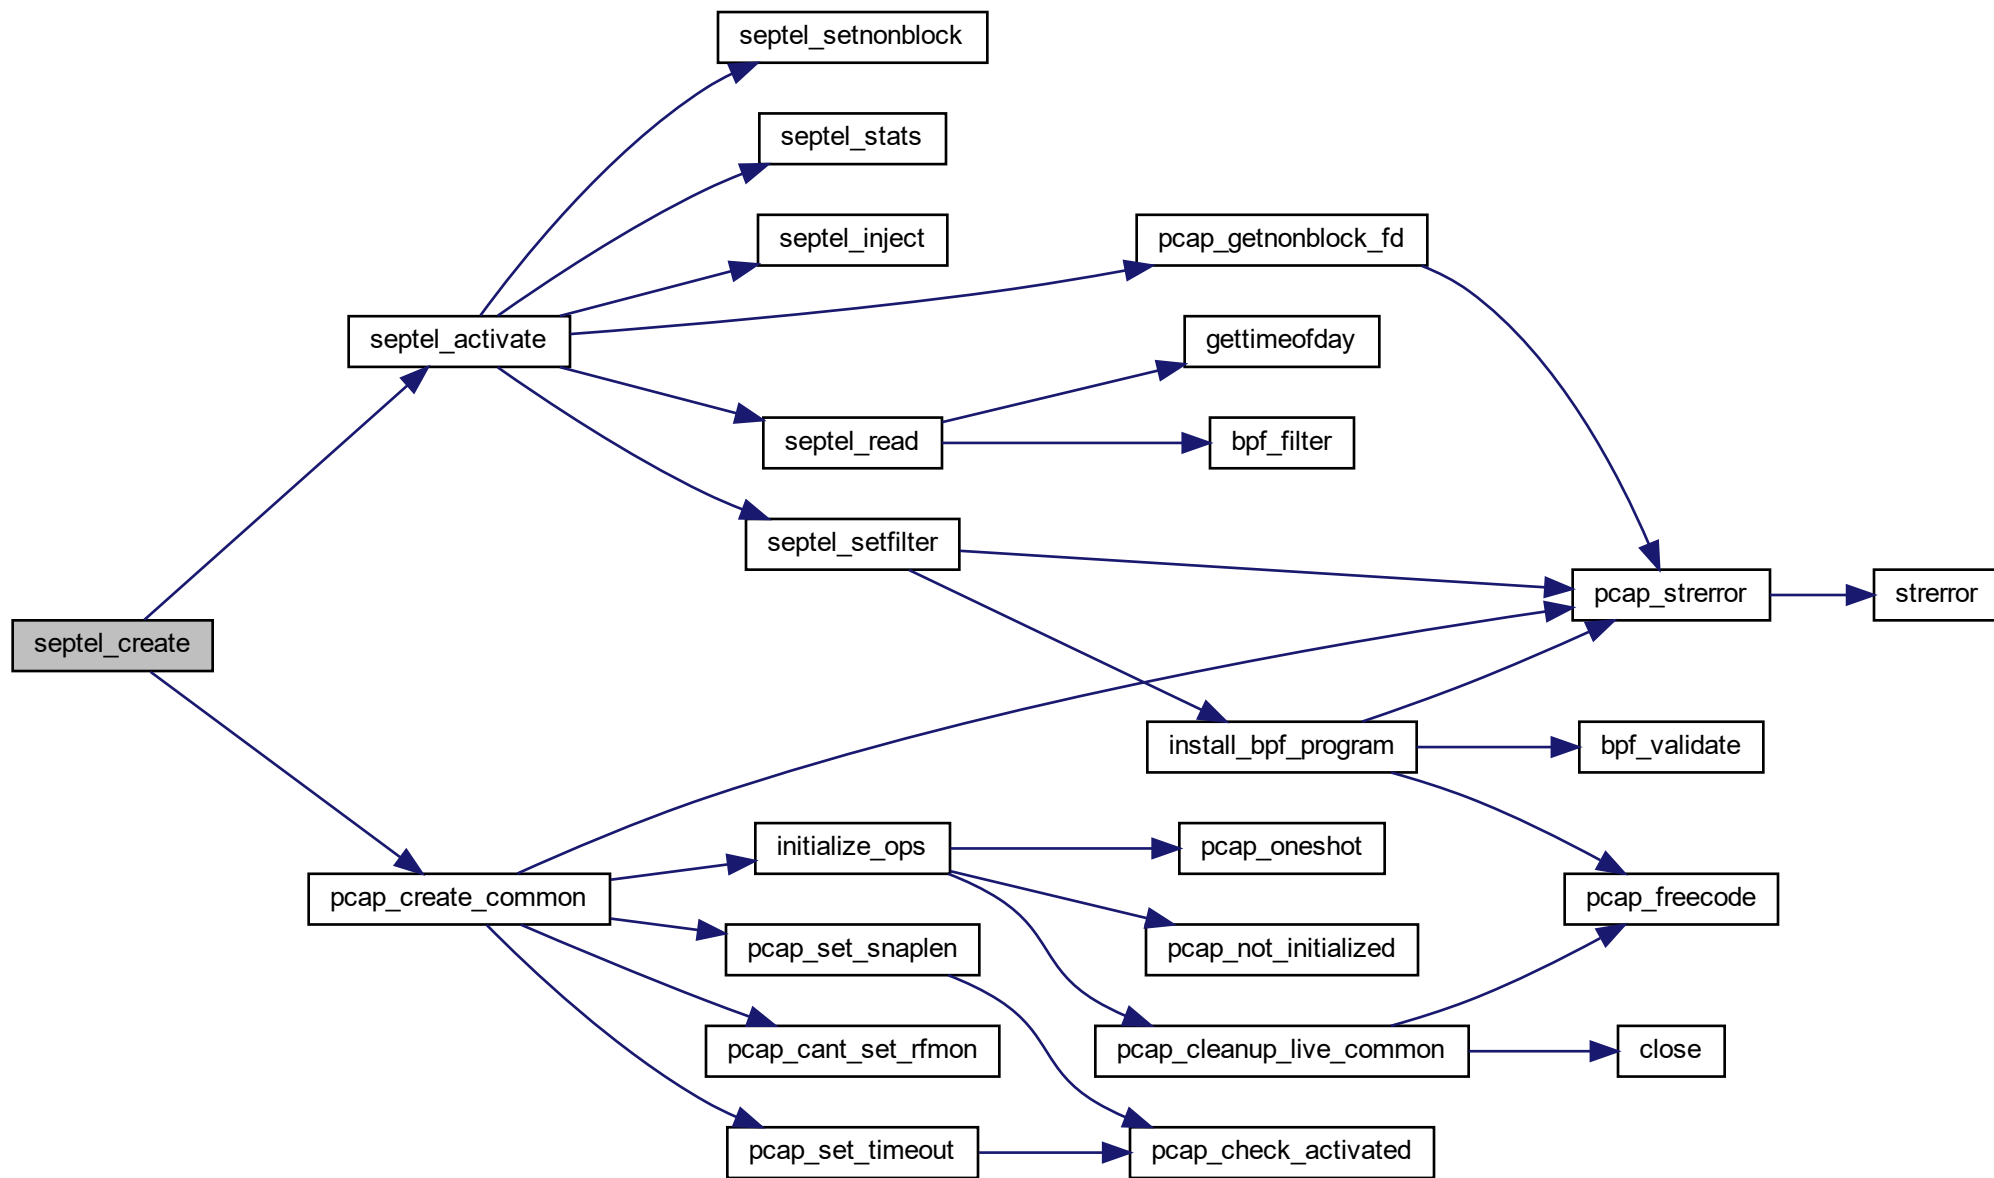 septel_setnonblock
septel_stats
septel_inject
pcap_getnonblock_fd
septel_activate
gettimeofday
septel_read
bpf_filter
septel_setfilter
pcap_strerror
strerror
septel_create
install_bpf_program
bpf_validate
initialize_ops
pcap_oneshot
pcap_create_common
pcap_freecode
pcap_set_snaplen
pcap_not_initialized
pcap_cant_set_rfmon
pcap_cleanup_live_common
close
pcap_set_timeout
pcap_check_activated